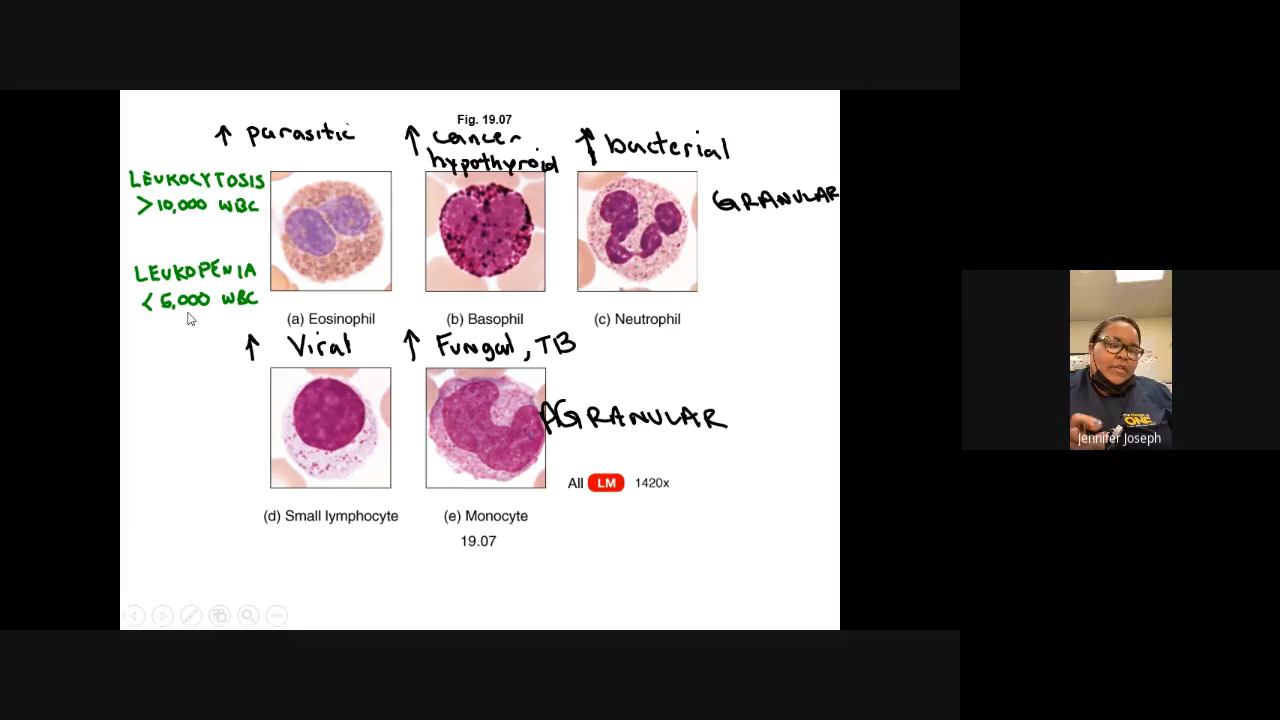 Fig. 19.07
↑ parasitic
↑ cancer
hypothyroid
↑ bacterial
LEUKOCYTOSIS
>10,000 WBC
GRANULAR
LEUKOPENIA
< 5,000 WBC
(a) Eosinophil
(b) Basophil
(c) Neutrophil
↑ Viral
↑ Fungal, TB
AGRANULAR
All LM 1420x
(d) Small lymphocyte
(e) Monocyte
19.07
ONE
Jennifer Joseph